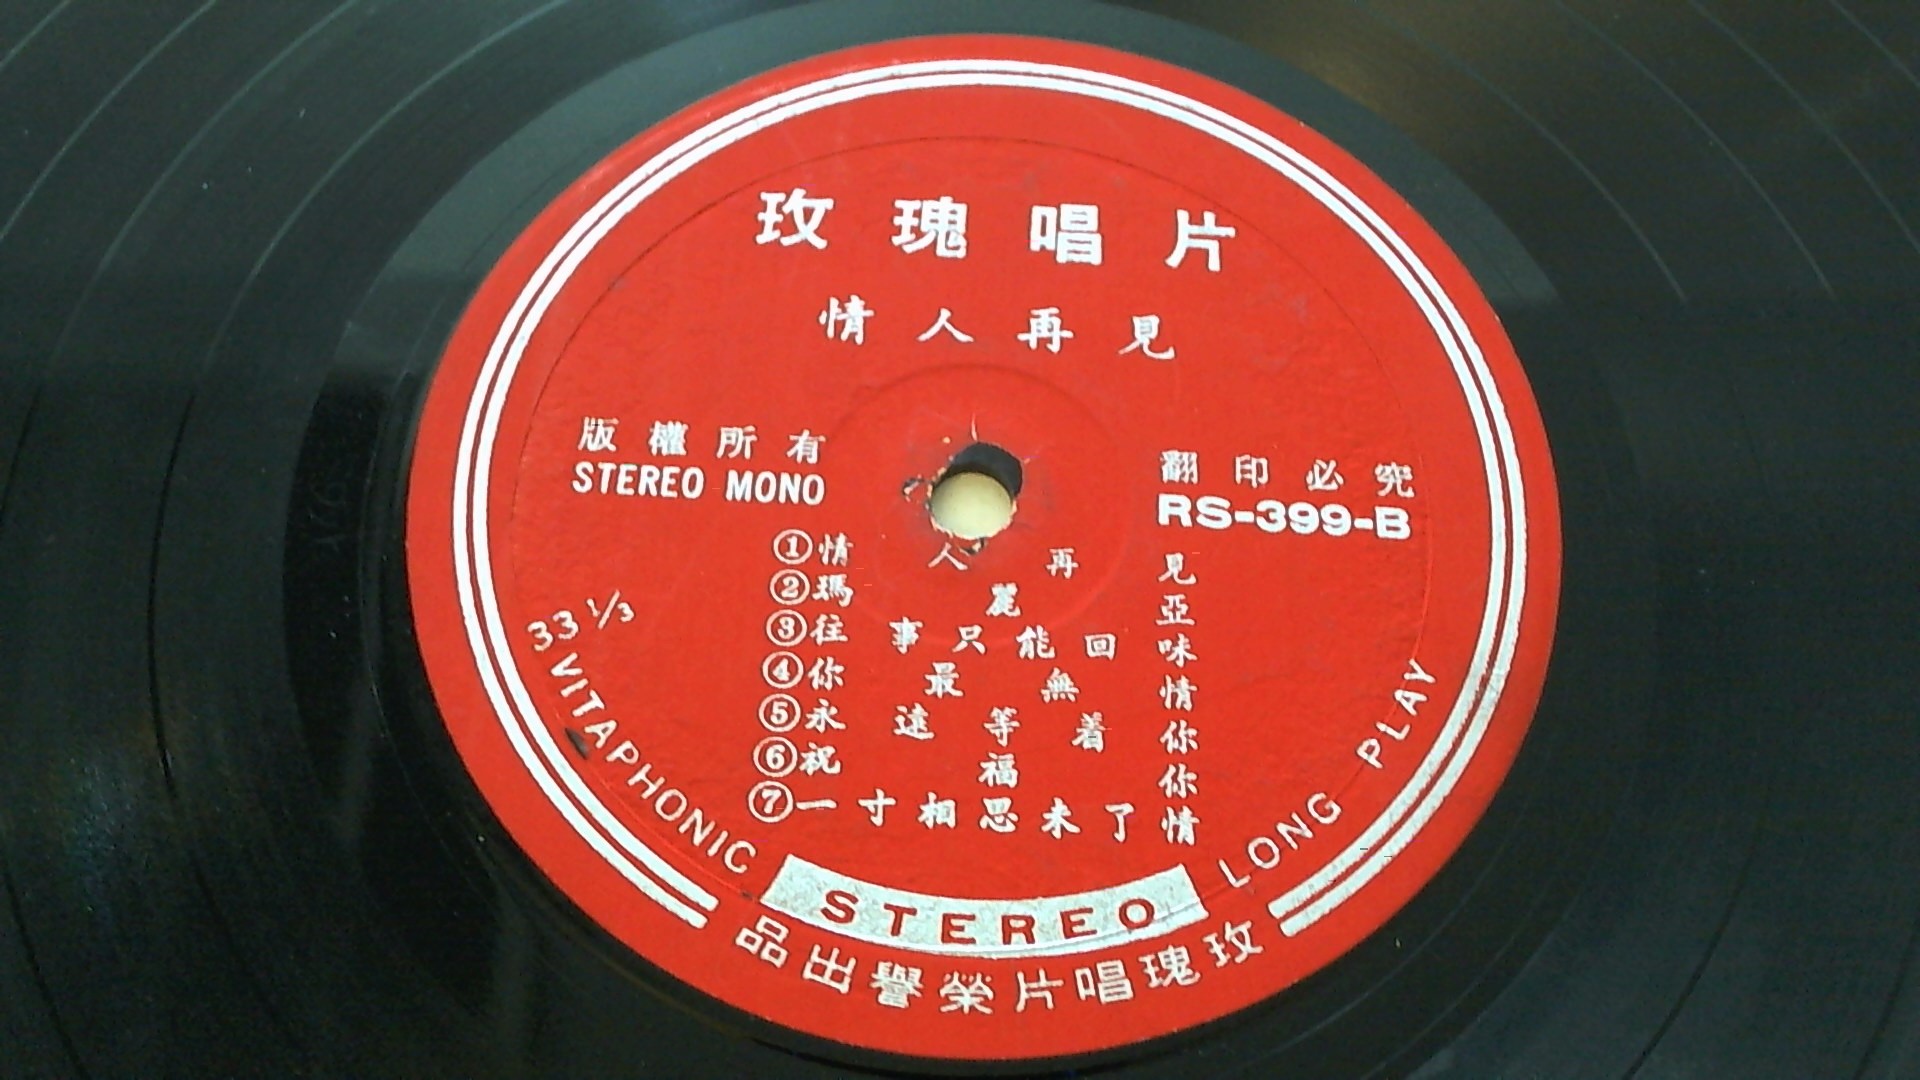 玫瑰唱片
情人再見
版權所有
STEREO MONO
翻印必究
RS-399-B
①情人再見
②瑪麗亞
③往事只能回味
④你最無情
⑤永遠等着你
⑥祝福你
⑦一寸相思未了情
33 1/3 VITAPHONIC
STEREO
LONG PLAY
玫瑰唱片榮譽出品